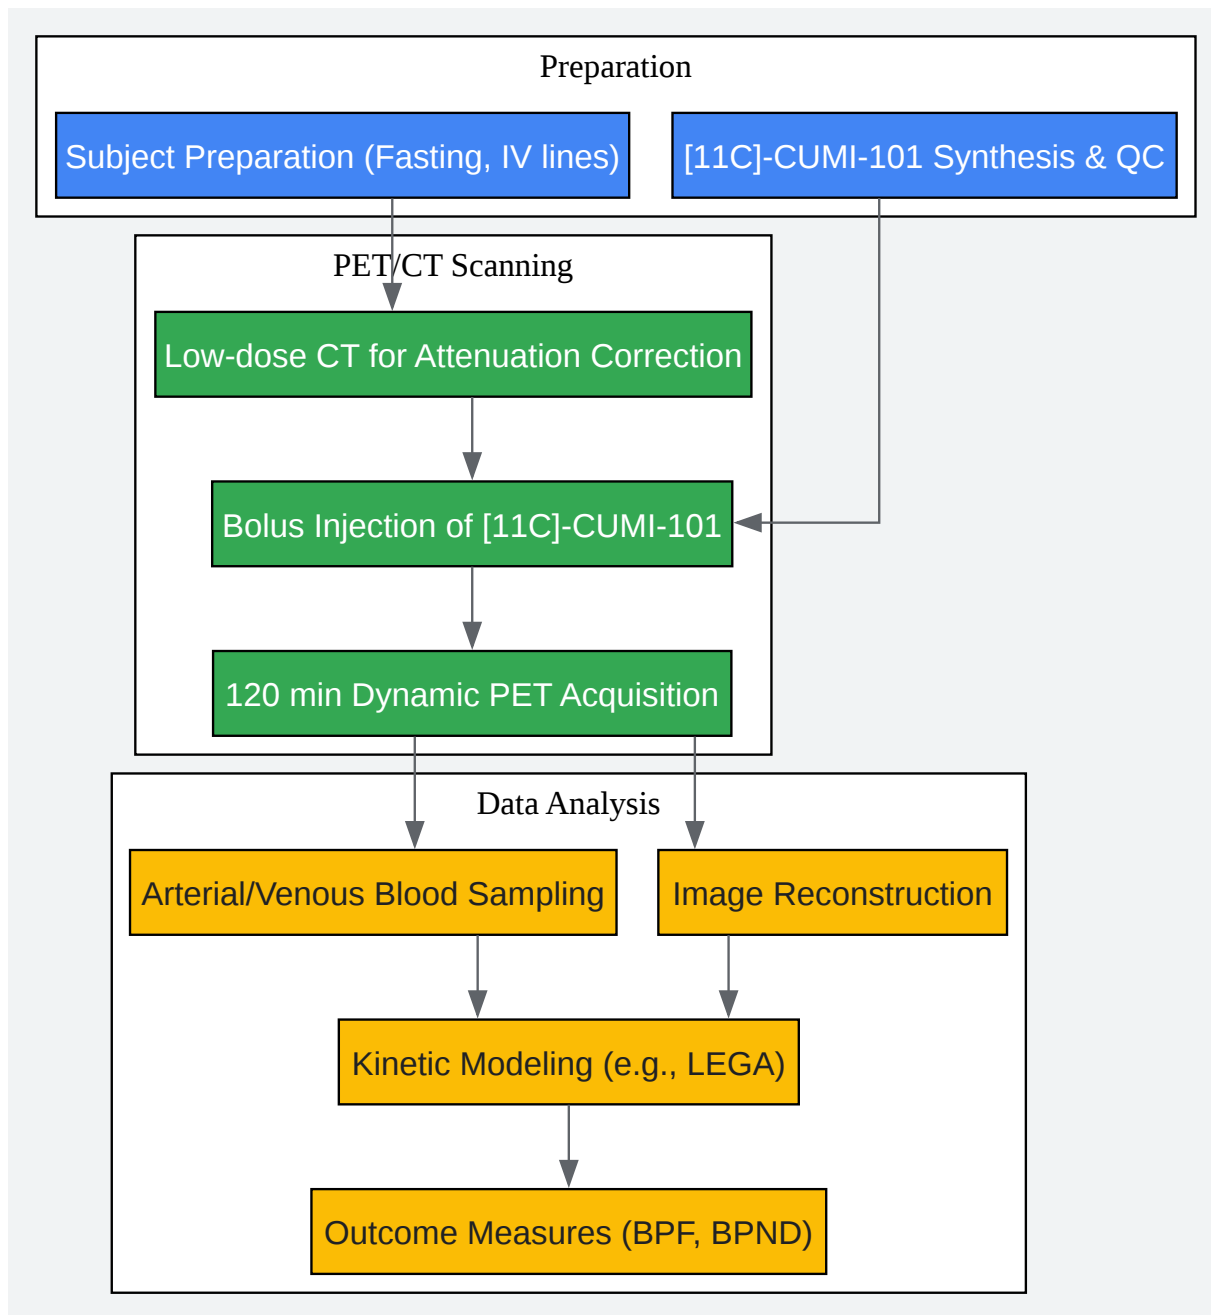 Preparation
Subject Preparation (Fasting, IV lines)
[11C]-CUMI-101 Synthesis & QC
PET/CT Scanning
Low-dose CT for Attenuation Correction
Bolus Injection of [11C]-CUMI-101
120 min Dynamic PET Acquisition
Data Analysis
Arterial/Venous Blood Sampling
Image Reconstruction
Kinetic Modeling (e.g., LEGA)
Outcome Measures (BPF, BPND)